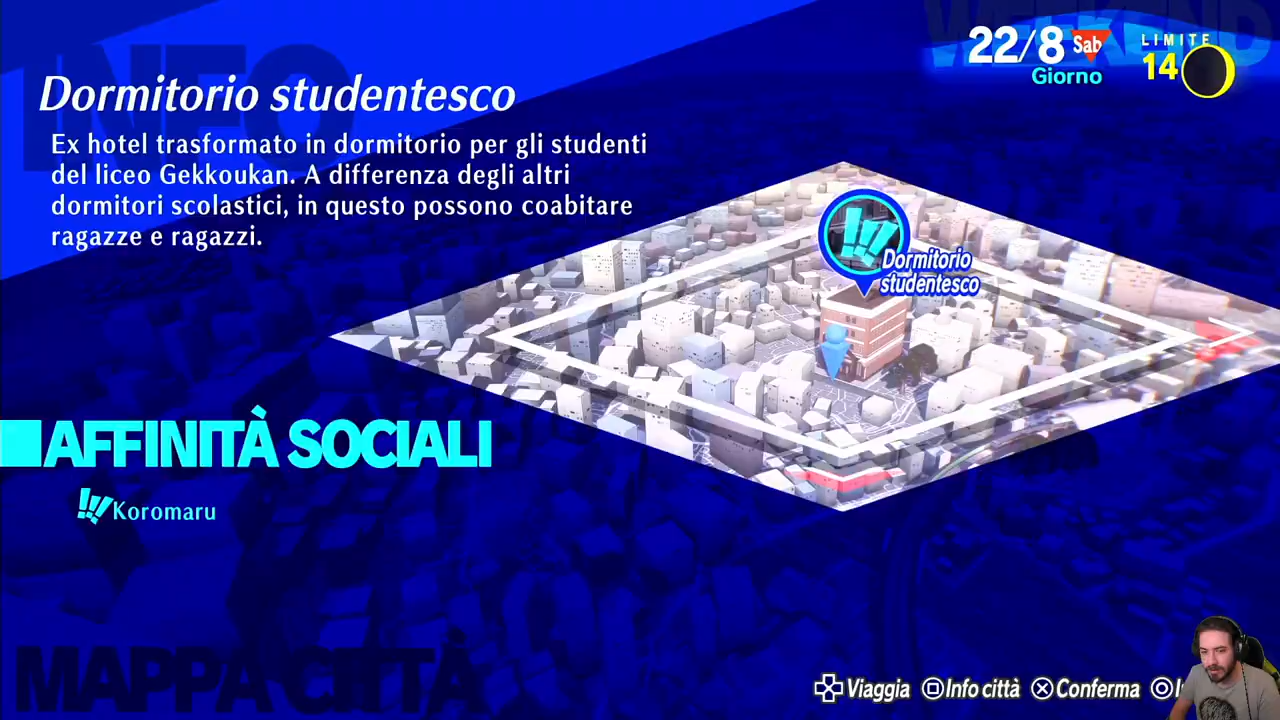 WEEKEND
INFO
22/8 Sab
Giorno
LIMITE
14
Dormitorio studentesco
Ex hotel trasformato in dormitorio per gli studenti
del liceo Gekkoukan. A differenza degli altri
dormitori scolastici, in questo possono coabitare
ragazze e ragazzi.
Dormitorio
studentesco
AFFINITÀ SOCIALI
!!! Koromaru
MAPPA CITTÀ
Viaggia Info città Conferma